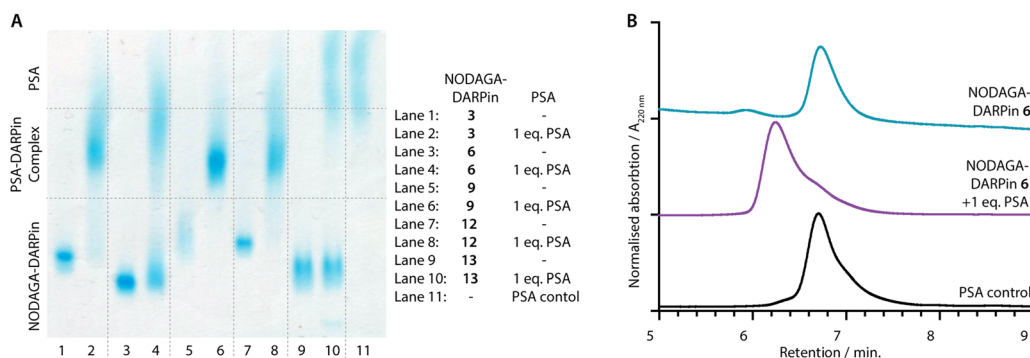 A
PSA
PSA-DARPin
Complex
NODAGA-DARPin
1 2 3 4 5 6 7 8 9 10 11
NODAGA-
DARPin PSA
Lane 1: 3 -
Lane 2: 3 1 eq. PSA
Lane 3: 6 -
Lane 4: 6 1 eq. PSA
Lane 5: 9 -
Lane 6: 9 1 eq. PSA
Lane 7: 12 -
Lane 8: 12 1 eq. PSA
Lane 9 13 -
Lane 10: 13 1 eq. PSA
Lane 11: - PSA contol
B
Normalised absorbtion / A220 nm
NODAGA-
DARPin 6
NODAGA-
DARPin 6
+1 eq. PSA
PSA control
5 6 7 8 9
Retention / min.